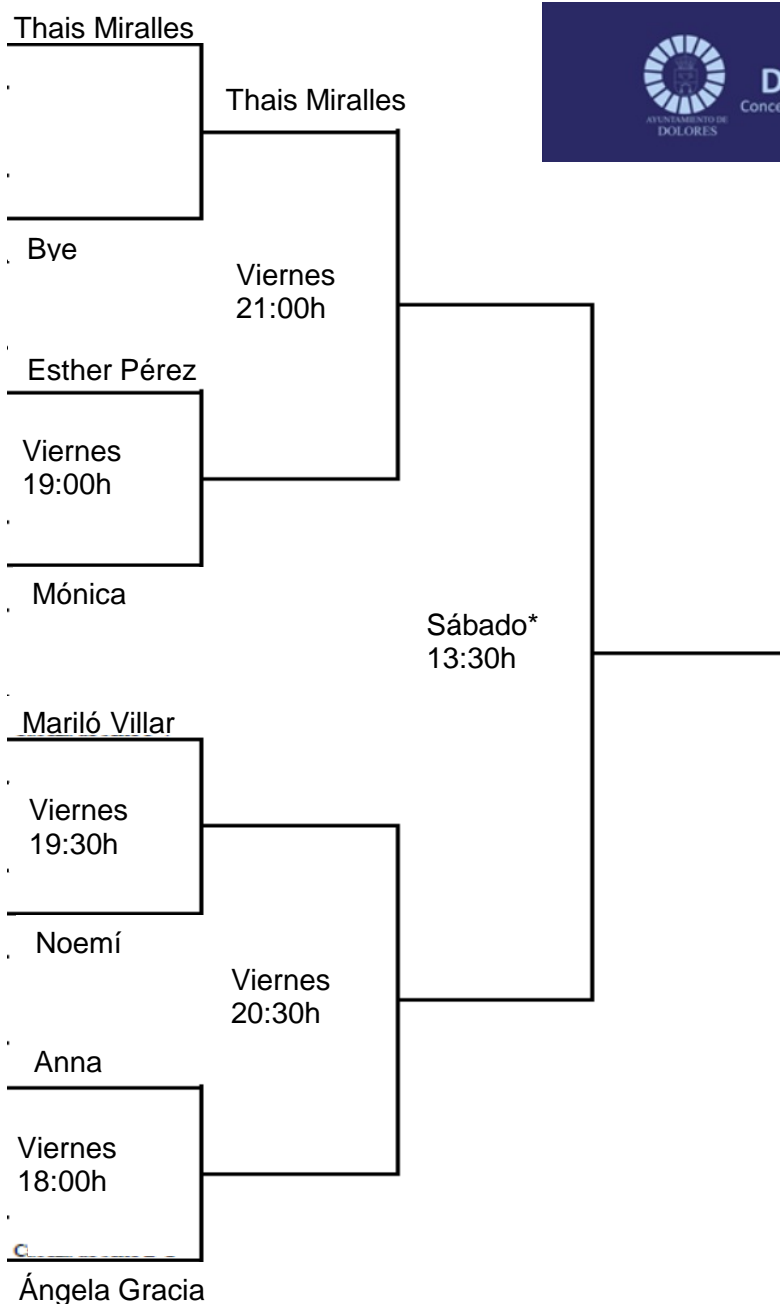 Thais Miralles
Thais Miralles
AYUNTAMIENTO DE
DOLORES
Bye
Viernes
21:00h
Esther Pérez
Viernes
19:00h
Mónica
Sábado*
13:30h
Mariló Villar
Viernes
19:30h
Noemí
Viernes
20:30h
Anna
Viernes
18:00h
Ángela Gracia